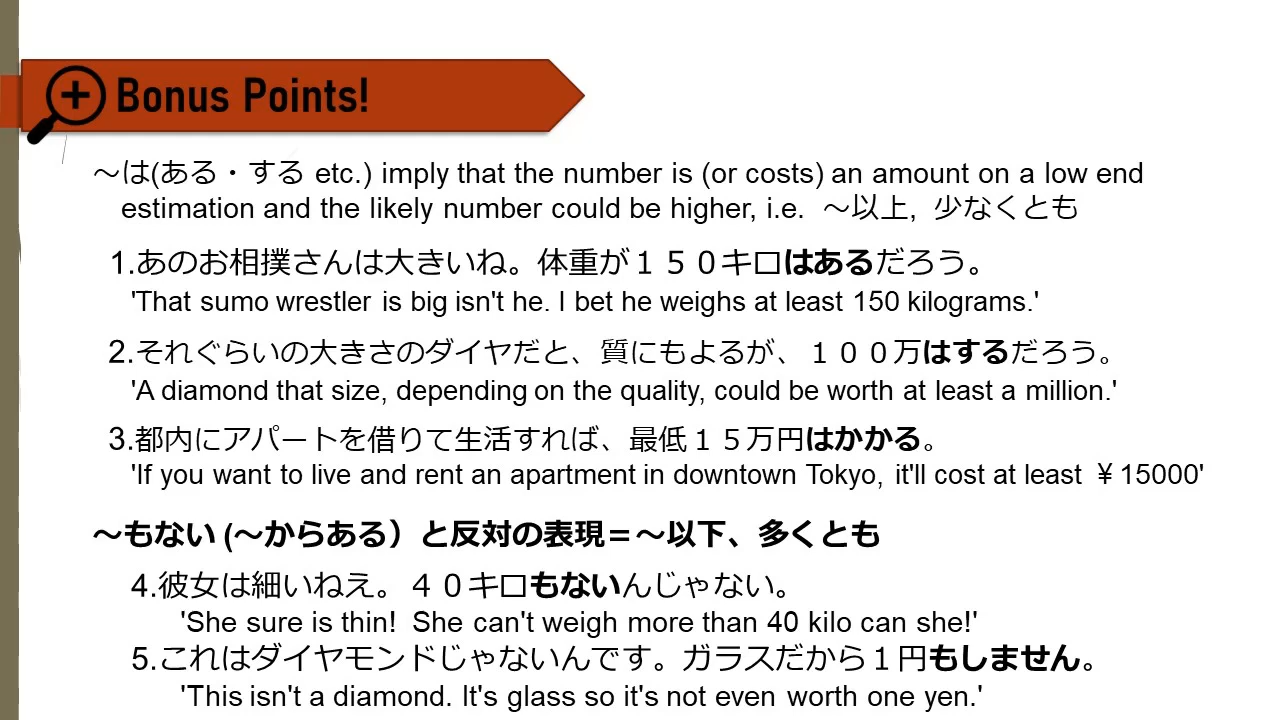 Bonus Points!
～は(ある・する etc.) imply that the number is (or costs) an amount on a low end
estimation and the likely number could be higher, i.e. ～以上, 少なくとも
1.あのお相撲さんは大きいね。体重が１５０キロはあるだろう。
'That sumo wrestler is big isn't he. I bet he weighs at least 150 kilograms.'
2.それぐらいの大きさのダイヤだと、質にもよるが、１００万はするだろう。
'A diamond that size, depending on the quality, could be worth at least a million.'
3.都内にアパートを借りて生活すれば、最低１５万円はかかる。
'If you want to live and rent an apartment in downtown Tokyo, it'll cost at least ￥15000'
～もない (～からある）と反対の表現＝～以下、多くとも
4.彼女は細いねえ。４０キロもないんじゃない。
'She sure is thin! She can't weigh more than 40 kilo can she!'
5.これはダイヤモンドじゃないんです。ガラスだから１円もしません。
'This isn't a diamond. It's glass so it's not even worth one yen.'